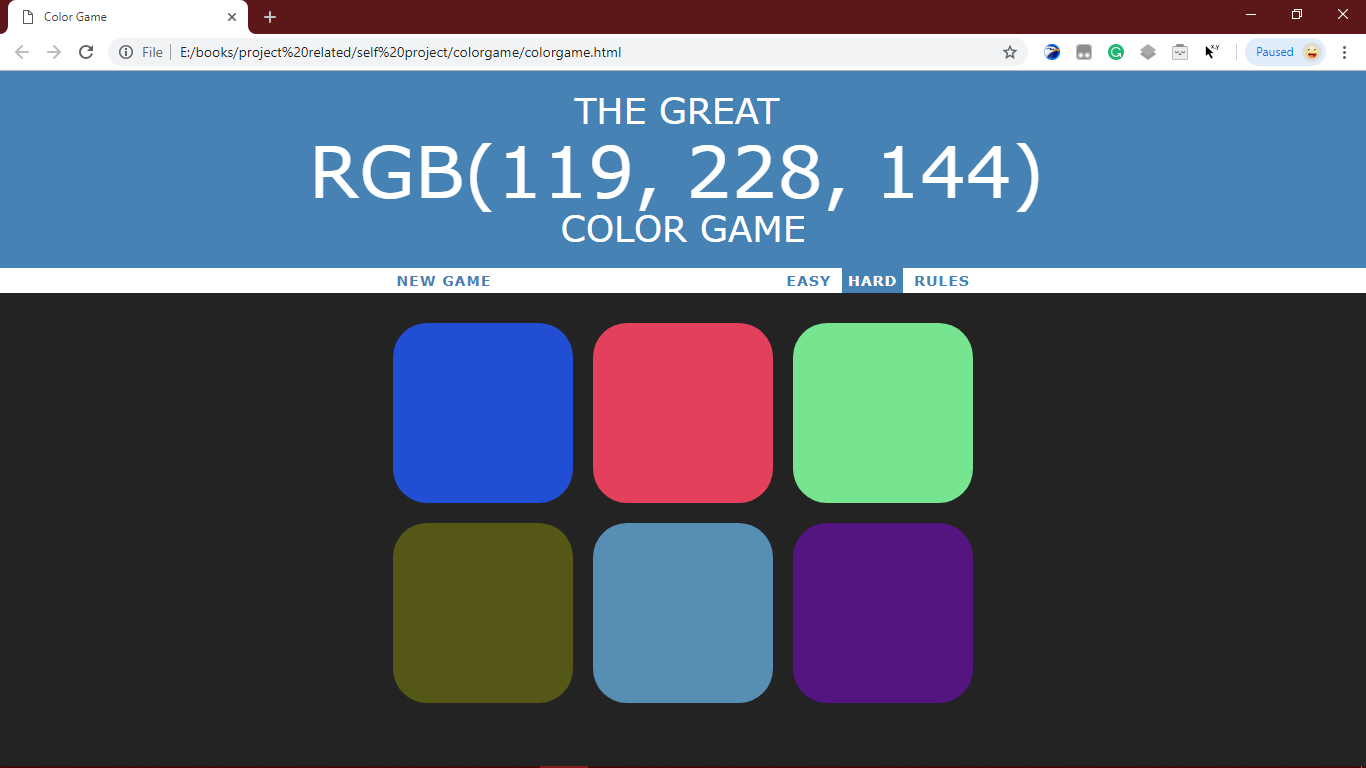 Color Game
File
E:/books/project%20related/self%20project/colorgame/colorgame.html
x,y
Paused
THE GREAT
RGB(119, 228, 144)
COLOR GAME
NEW GAME
EASY
HARD
RULES